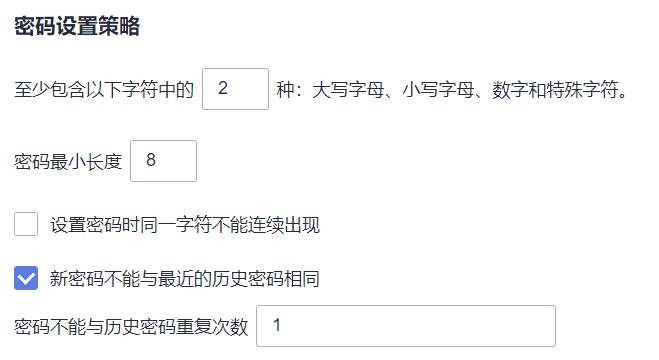 密码设置策略
至少包含以下字符中的 2 种：大写字母、小写字母、数字和特殊字符。
密码最小长度 8
设置密码时同一字符不能连续出现
新密码不能与最近的历史密码相同
密码不能与历史密码重复次数 1